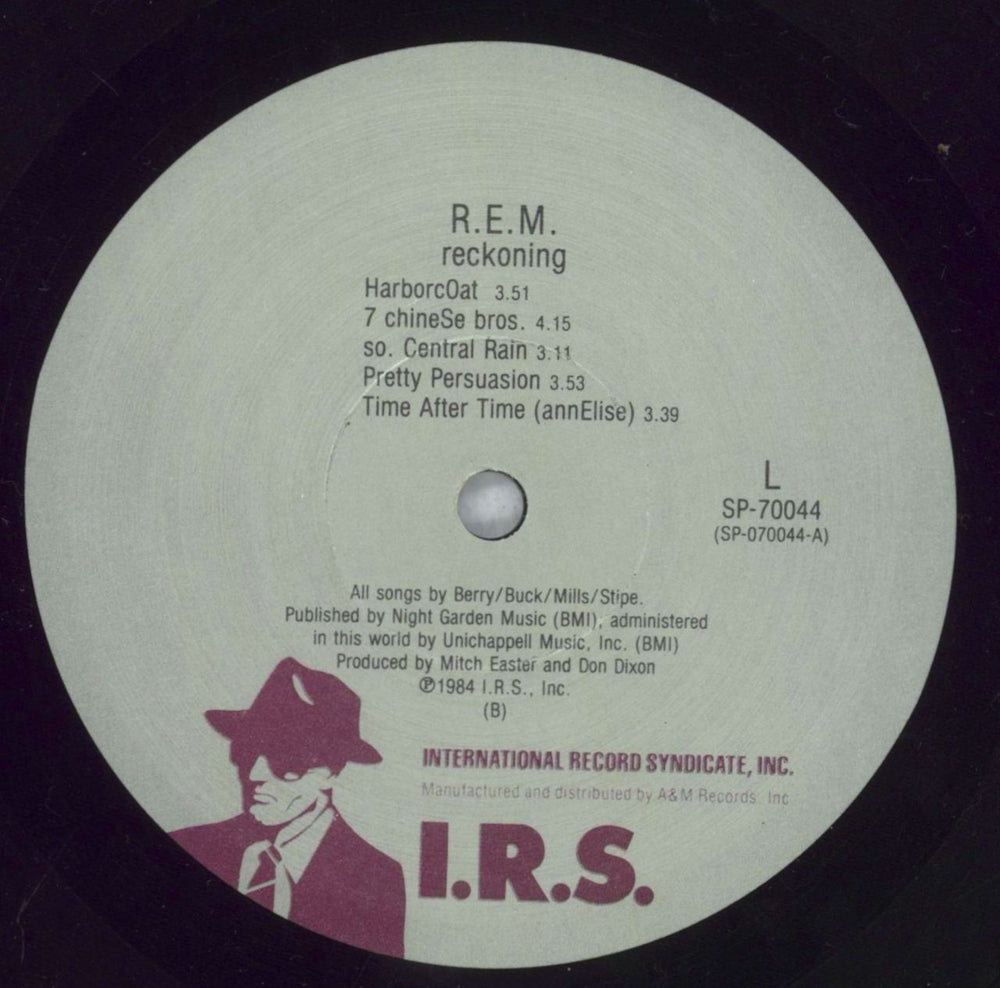 R.E.M.
reckoning
HarborcOat 3.51
7 chineSe bros. 4.15
so. Central Rain 3.11
Pretty Persuasion 3.53
Time After Time (annElise) 3.39
L
SP-70044
(SP-070044-A)
All songs by Berry/Buck/Mills/Stipe.
Published by Night Garden Music (BMI), administered
in this world by Unichappell Music, Inc. (BMI)
Produced by Mitch Easter and Don Dixon
℗1984 I.R.S., Inc.
(B)
INTERNATIONAL RECORD SYNDICATE, INC.
Manufactured and distributed by A&M Records, Inc
I.R.S.